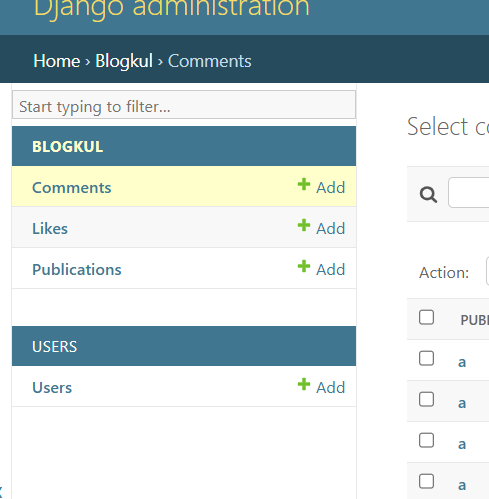 Django administration
Home › Blogkul › Comments
Start typing to filter…
Select c
BLOGKUL
Comments + Add
Likes + Add
Publications + Add
Action:
PUB
USERS
Users + Add
a
a
a
a